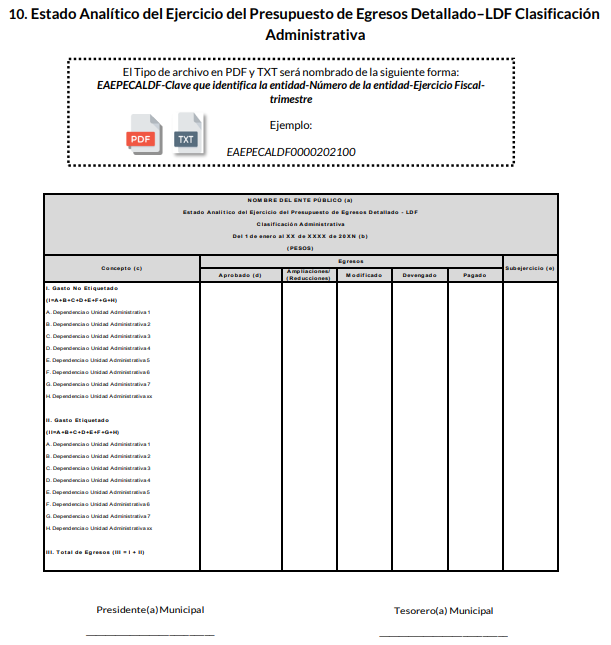 10. Estado Analítico del Ejercicio del Presupuesto de Egresos Detallado–LDF Clasificación
Administrativa
El Tipo de archivo en PDF y TXT será nombrado de la siguiente forma:
EAEPECALDF-Clave que identifica la entidad-Número de la entidad-Ejercicio Fiscal-
trimestre
PDF TXT
Ejemplo:
EAEPECALDF0000202100
NOMBRE DEL ENTE PÚBLICO (a)
Estado Analítico del Ejercicio del Presupuesto de Egresos Detallado - LDF
Clasificación Administrativa
Del 1 de enero al XX de XXXX de 20XN (b)
(PESOS)
Concepto (c)
Egresos
Subejercicio (e)
Aprobado (d)
Ampliaciones/
(Reducciones)
Modificado
Devengado
Pagado
I. Gasto No Etiquetado
(I=A+B+C+D+E+F+G+H)
A. Dependencia o Unidad Administrativa 1
B. Dependencia o Unidad Administrativa 2
C. Dependencia o Unidad Administrativa 3
D. Dependencia o Unidad Administrativa 4
E. Dependencia o Unidad Administrativa 5
F. Dependencia o Unidad Administrativa 6
G. Dependencia o Unidad Administrativa 7
H. Dependencia o Unidad Administrativa xx
II. Gasto Etiquetado
(II=A+B+C+D+E+F+G+H)
A. Dependencia o Unidad Administrativa 1
B. Dependencia o Unidad Administrativa 2
C. Dependencia o Unidad Administrativa 3
D. Dependencia o Unidad Administrativa 4
E. Dependencia o Unidad Administrativa 5
F. Dependencia o Unidad Administrativa 6
G. Dependencia o Unidad Administrativa 7
H. Dependencia o Unidad Administrativa xx
III. Total de Egresos (III = I + II)
Presidente(a) Municipal
Tesorero(a) Municipal